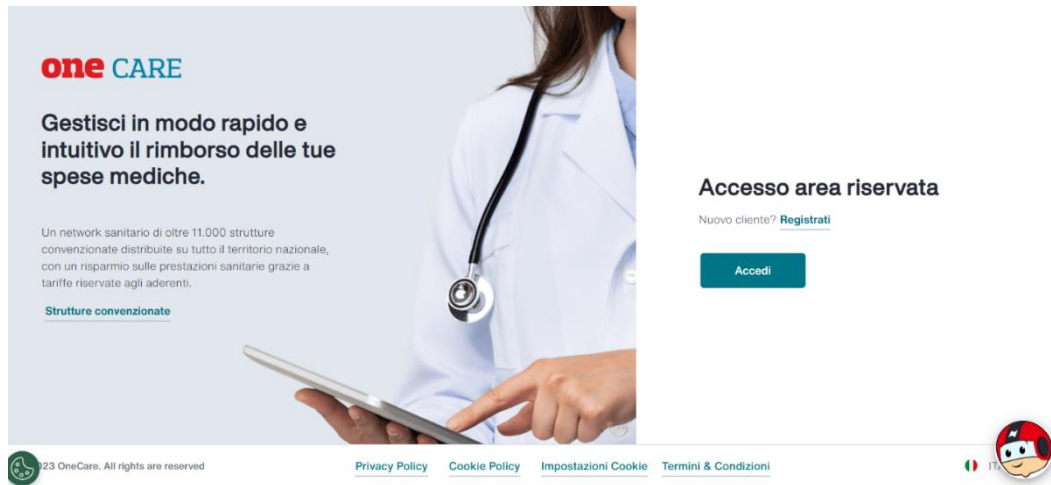 one CARE
Gestisci in modo rapido e
intuitivo il rimborso delle tue
spese mediche.
Un network sanitario di oltre 11.000 strutture
convenzionate distribuite su tutto il territorio nazionale,
con un risparmio sulle prestazioni sanitarie grazie a
tariffe riservate agli aderenti.
Strutture convenzionate
Accesso area riservata
Nuovo cliente? Registrati
Accedi
23 OneCare. All rights are reserved
Privacy Policy Cookie Policy Impostazioni Cookie Termini & Condizioni